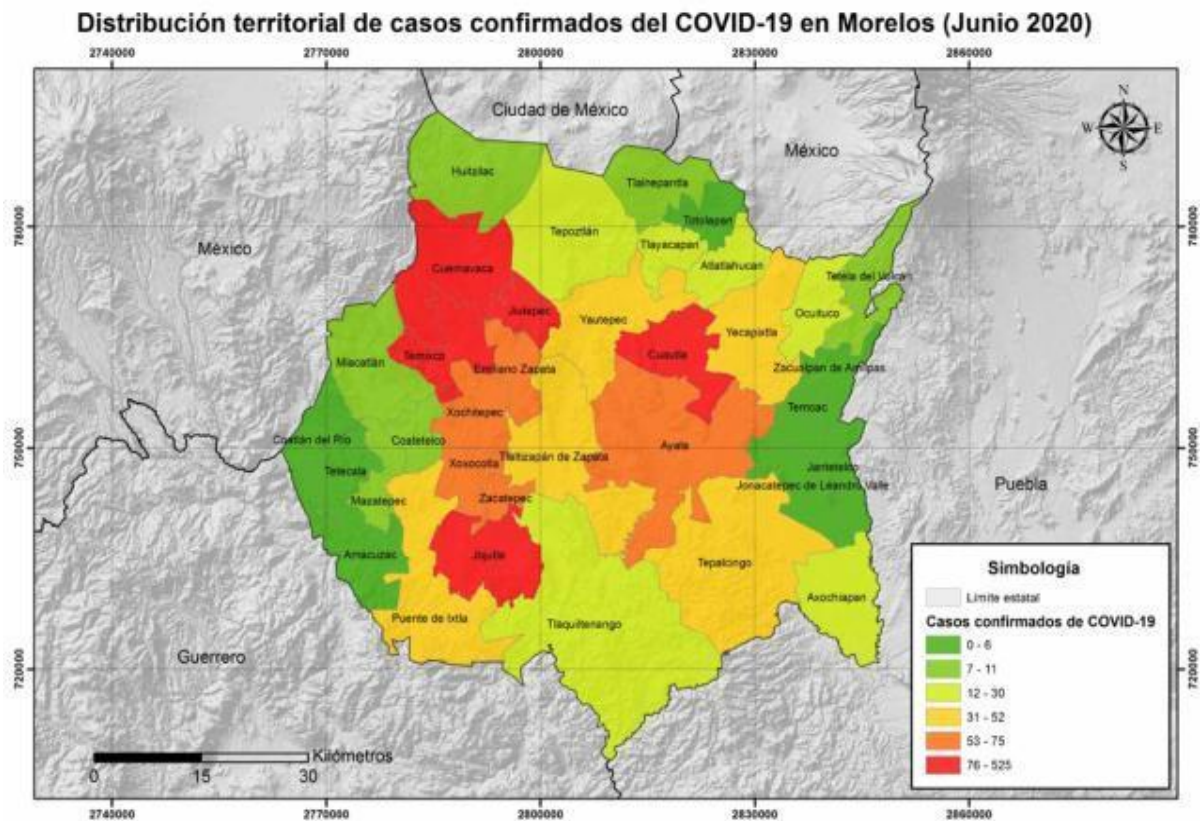 Distribución territorial de casos confirmados del COVID-19 en Morelos (Junio 2020)
2740000 2770000 2800000 2830000 2860000
Ciudad de México
N
W E
S
México
Huitzilac
Tlalnepantla
Totolapan
780000 780000
Tepoztlán
Tlayacapan
México
Atlatlahucan
Cuernavaca
Tetela del Volcán
Jiutepec
Ocuituco
Yautepec
Yecapixtla
Temixco
Cuautla
Miacatlán
Emiliano Zapata
Zacualpan de Amilpas
Temoac
Xochitepec
Coatlán del Río
Coatetelco
Ayala
750000 750000
Tlaltizapán de Zapata
Xoxocotla
Jantetelco
Tetecala
Jonacatepec de Leandro Valle
Puebla
Mazatepec
Zacatepec
Amacuzac
Jojutla
Tepalcingo
Simbología
Límite estatal
Axochiapan
Puente de Ixtla
Tlaquiltenango
Casos confirmados de COVID-19
0 - 6
Guerrero
7 - 11
720000 720000
12 - 30
31 - 52
53 - 75
76 - 525
Kilómetros
0 15 30
2740000 2770000 2800000 2830000 2860000